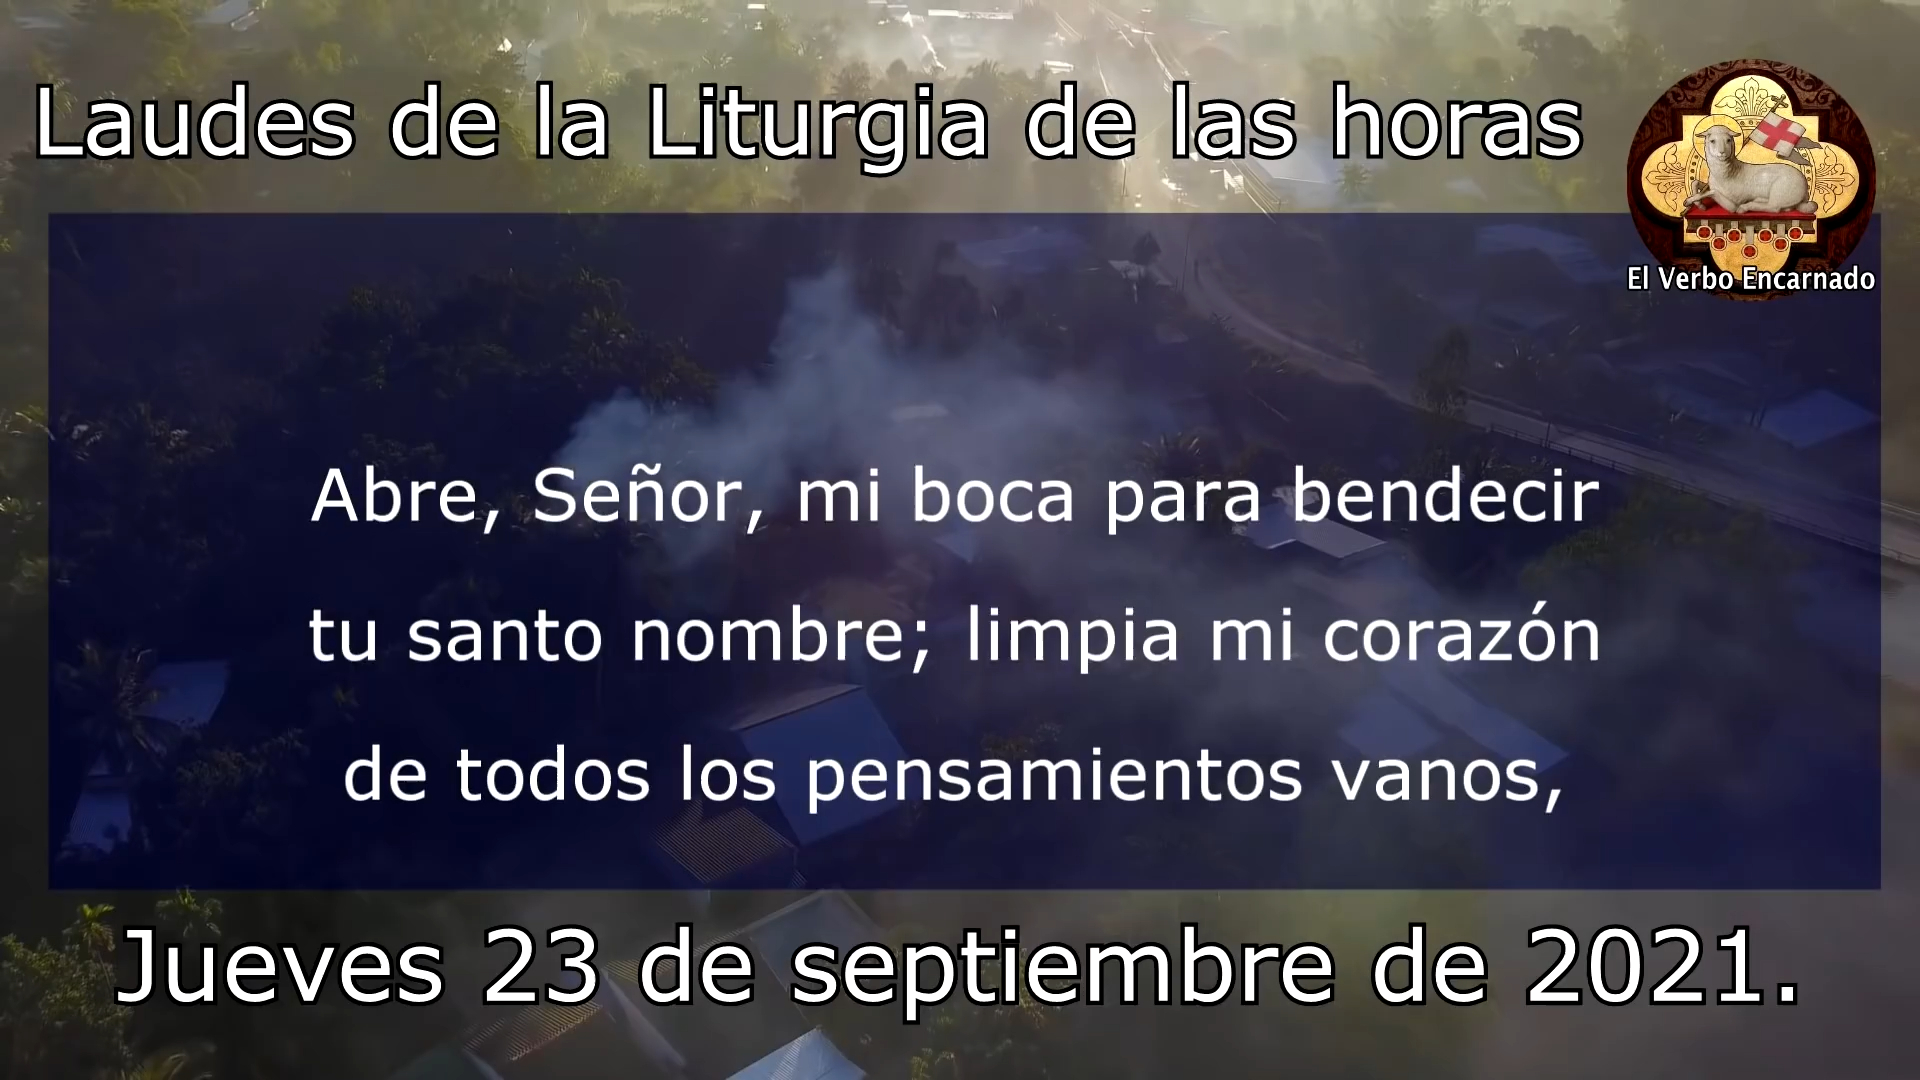 Laudes de la Liturgia de las horas
El Verbo Encarnado
Abre, Señor, mi boca para bendecir
tu santo nombre; limpia mi corazón
de todos los pensamientos vanos,
Jueves 23 de septiembre de 2021.